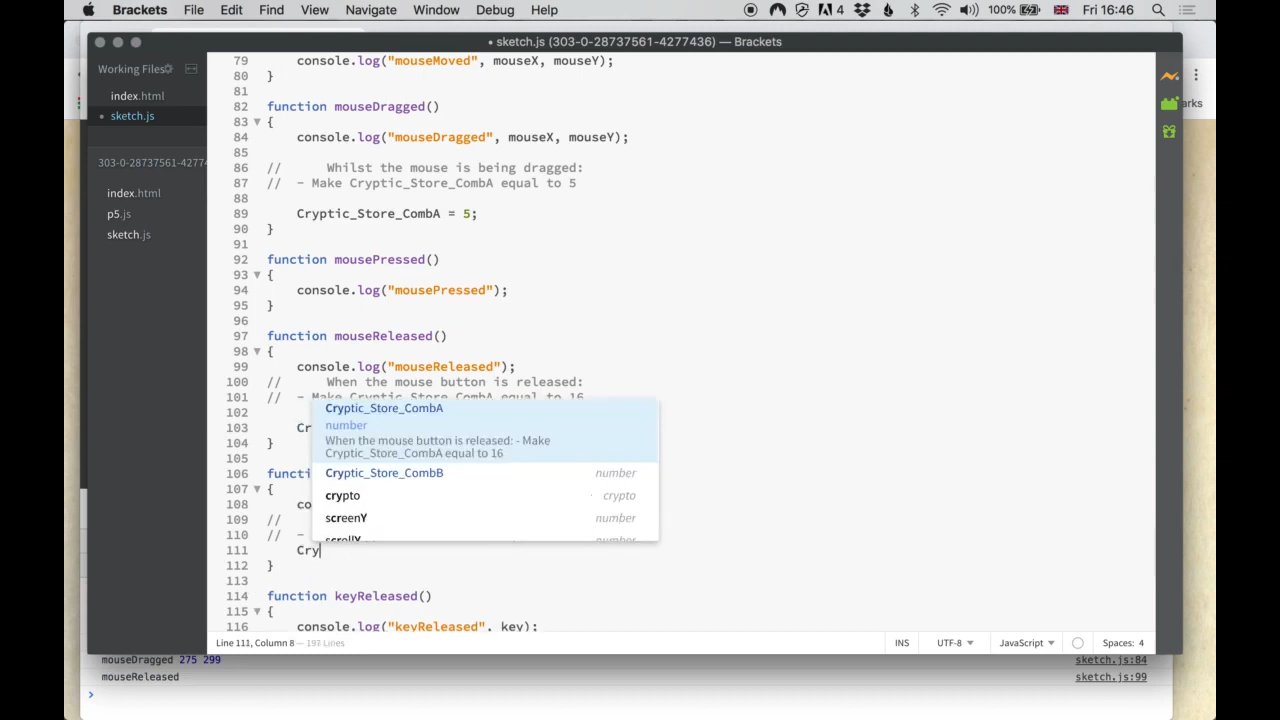 Brackets File Edit Find View Navigate Window Debug Help 4 100% Fri 16:46
• sketch.js (303-0-28737561-4277436) — Brackets
Working Files
index.html
• sketch.js
303-0-28737561-4277
index.html
p5.js
sketch.js
arks
79 console.log("mouseMoved", mouseX, mouseY);
80 }
81
82 function mouseDragged()
83 {
84 console.log("mouseDragged", mouseX, mouseY);
85
86 // Whilst the mouse is being dragged:
87 // - Make Cryptic_Store_CombA equal to 5
88
89 Cryptic_Store_CombA = 5;
90 }
91
92 function mousePressed()
93 {
94 console.log("mousePressed");
95 }
96
97 function mouseReleased()
98 {
99 console.log("mouseReleased");
100 // When the mouse button is released:
101 // - Make Cryptic_Store_CombA equal to 16
102
103 Cr
104 }
105
106 functi
107 {
108 co
109 //
110 // -
111 Cry
112 }
113
114 function keyReleased()
115 {
116 console.log("keyReleased", key);
Cryptic_Store_CombA
number
When the mouse button is released: - Make
Cryptic_Store_CombA equal to 16
Cryptic_Store_CombB number
crypto crypto
screenY number
scrollY number
Line 111, Column 8 — 197 Lines INS UTF-8 JavaScript Spaces: 4
mouseDragged 275 299 sketch.js:84
mouseReleased sketch.js:99
>